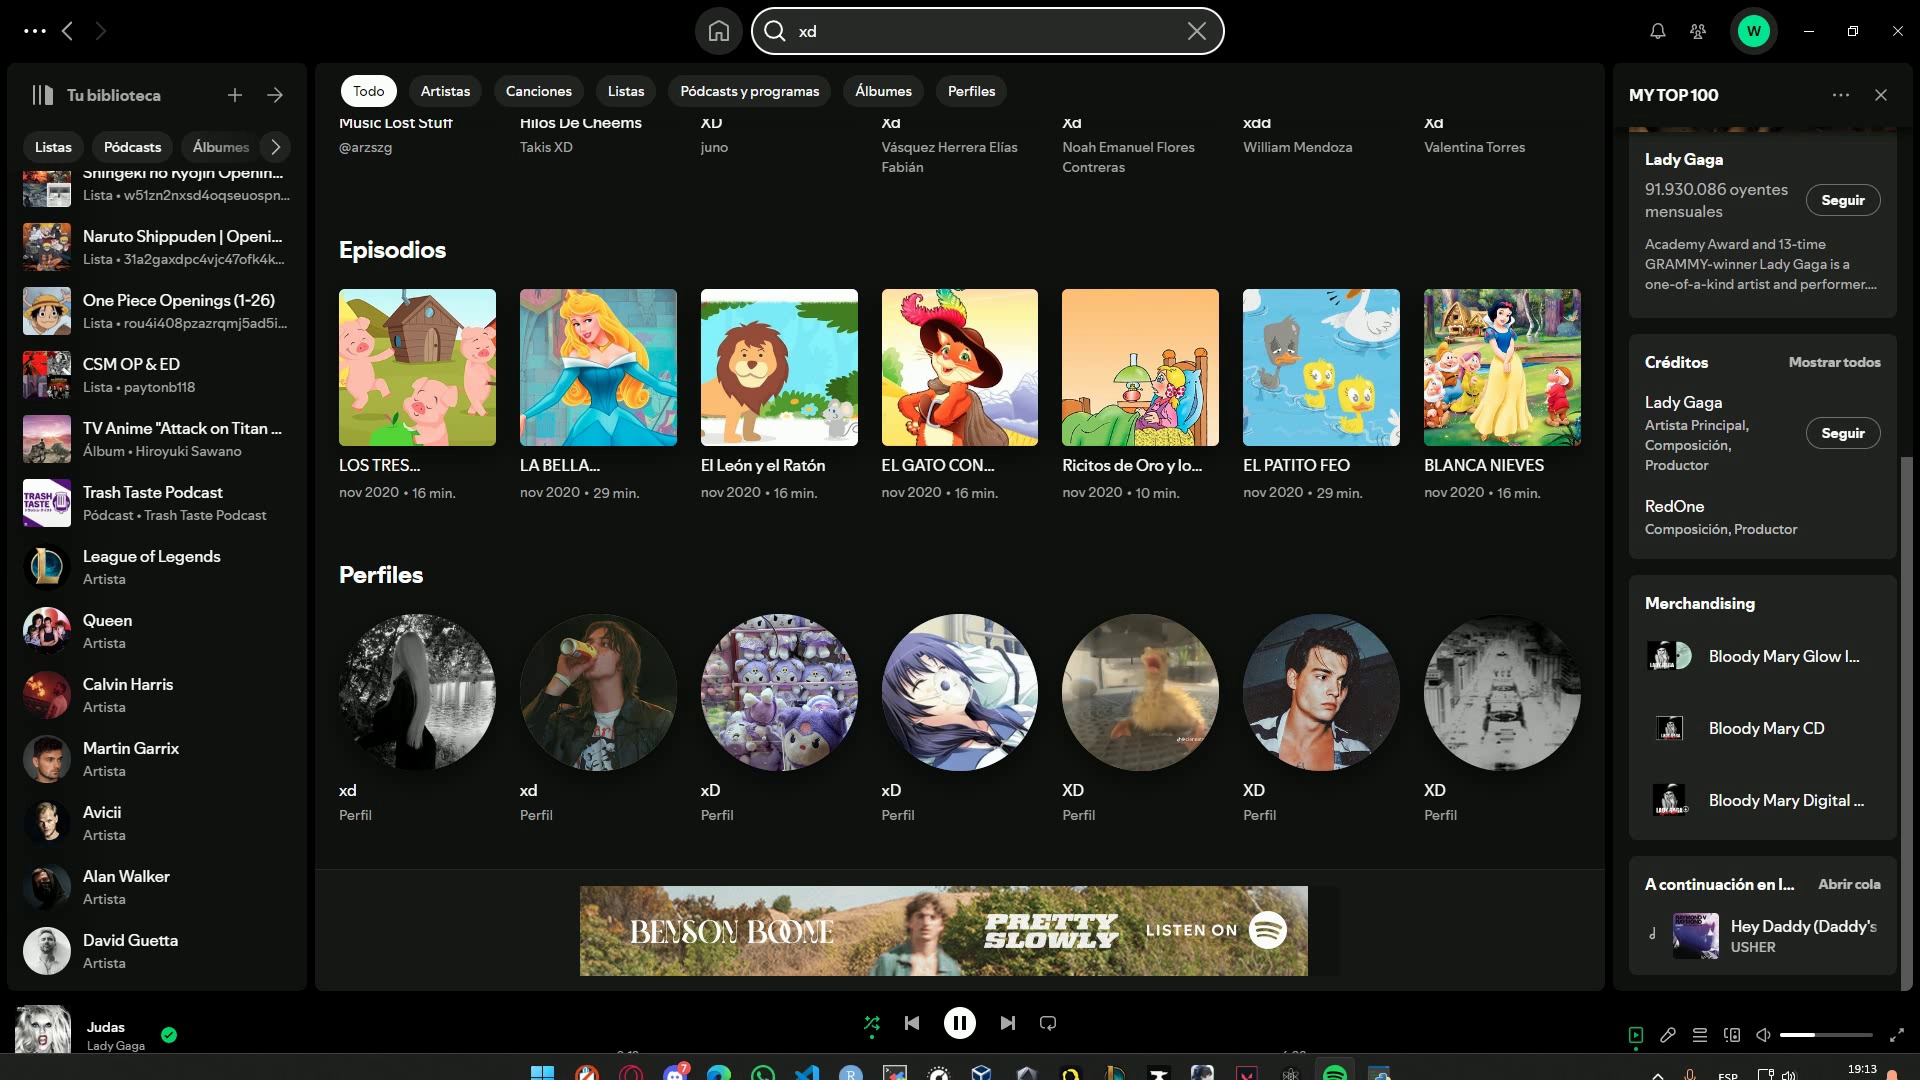 xd
W
Tu biblioteca
Listas
Pódcasts
Álbumes
Shingeki no Kyojin Openin...
Lista • w51zn2nxsd4oqseuospn...
Naruto Shippuden | Openi...
Lista • 31a2gaxdpc4vjc47ofk4k...
One Piece Openings (1-26)
Lista • rou4i408pzazrqmj5ad5i...
CSM OP & ED
Lista • paytonb118
TV Anime "Attack on Titan ...
Álbum • Hiroyuki Sawano
TRASH TASTE
Trash Taste Podcast
Pódcast • Trash Taste Podcast
League of Legends
Artista
Queen
Artista
Calvin Harris
Artista
Martin Garrix
Artista
Avicii
Artista
Alan Walker
Artista
David Guetta
Artista
Todo
Artistas
Canciones
Listas
Pódcasts y programas
Álbumes
Perfiles
Music Lost Stuff
@arzszg
Hilos De Cheems
Takis XD
XD
juno
Xd
Vásquez Herrera Elías
Fabián
Xd
Noah Emanuel Flores
Contreras
xdd
William Mendoza
Xd
Valentina Torres
Episodios
LOS TRES...
nov 2020 • 16 min.
LA BELLA...
nov 2020 • 29 min.
El León y el Ratón
nov 2020 • 16 min.
EL GATO CON...
nov 2020 • 16 min.
Ricitos de Oro y lo...
nov 2020 • 10 min.
EL PATITO FEO
nov 2020 • 29 min.
BLANCA NIEVES
nov 2020 • 16 min.
Perfiles
xd
Perfil
xd
Perfil
xD
Perfil
xD
Perfil
XD
Perfil
XD
Perfil
XD
Perfil
BENSON BOONE
PRETTY
SLOWLY
LISTEN ON
MY TOP 100
Lady Gaga
91.930.086 oyentes
mensuales
Seguir
Academy Award and 13-time
GRAMMY-winner Lady Gaga is a
one-of-a-kind artist and performer....
Créditos
Mostrar todos
Lady Gaga
Artista Principal,
Composición,
Productor
Seguir
RedOne
Composición, Productor
Merchandising
Bloody Mary Glow I...
Bloody Mary CD
Bloody Mary Digital ...
A continuación en l...
Abrir cola
Hey Daddy (Daddy's
USHER
Judas
Lady Gaga
7
R
ESP
19:13